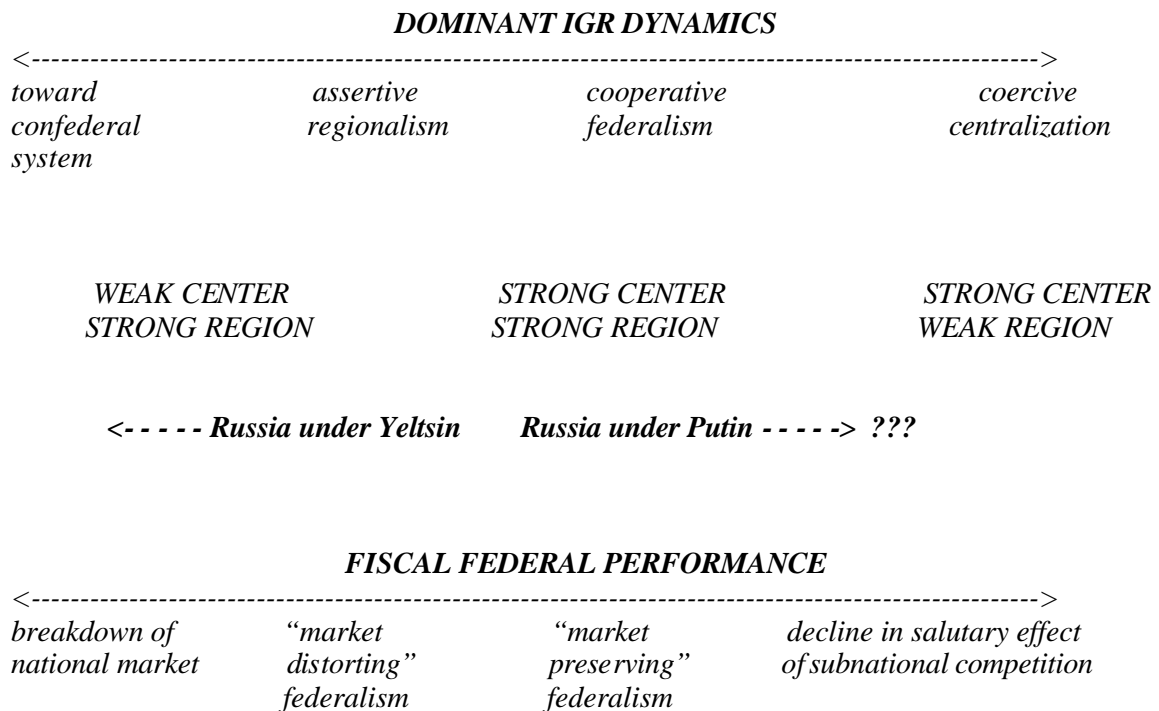 DOMINANT IGR DYNAMICS
<----------------------------------------------------------------------------------------------------->
toward assertive cooperative coercive
confederal regionalism federalism centralization
system
WEAK CENTER STRONG CENTER STRONG CENTER
STRONG REGION STRONG REGION WEAK REGION
<- - - - - Russia under Yeltsin Russia under Putin - - - - -> ???
FISCAL FEDERAL PERFORMANCE
<----------------------------------------------------------------------------------------------------->
breakdown of “market “market decline in salutary effect
national market distorting” preserving” of subnational competition
federalism federalism